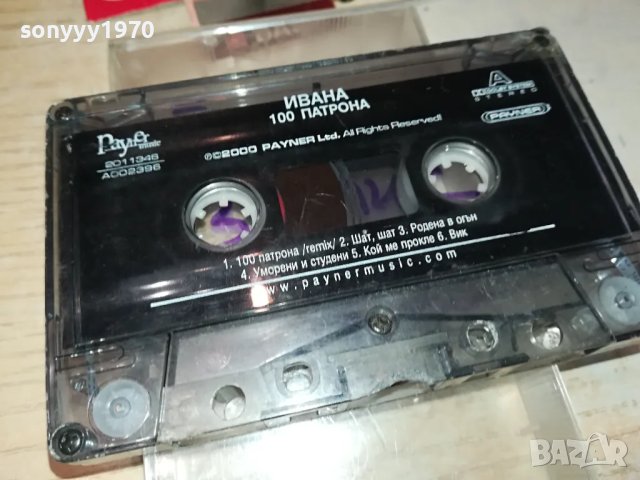 sonyyy1970
ИВАНА
100 ПАТРОНА
A
STEREO
Payner
music
2011346
A002396
℗©2000 PAYNER Ltd. All Rights Reserved!
PAYNER
12
1. 100 патрона /remix/ 2. Шат, шат 3. Родена в огън
4. Уморени и студени 5. Кой ме прокле 6. Вик
www.paynermusic.com
BAZAR